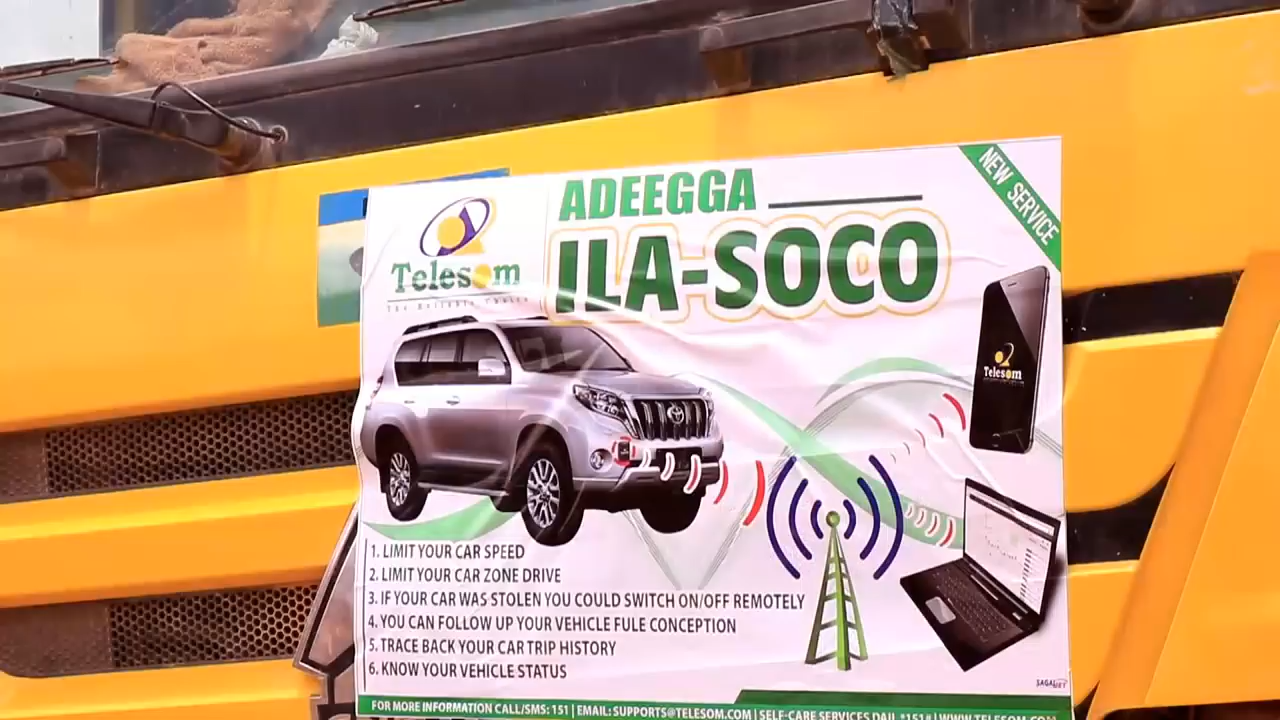 Telesom
The Reliable Choice
ADEEGGA
ILA-SOCO
NEW SERVICE
Telesom
1. LIMIT YOUR CAR SPEED
2. LIMIT YOUR CAR ZONE DRIVE
3. IF YOUR CAR WAS STOLEN YOU COULD SWITCH ON/OFF REMOTELY
4. YOU CAN FOLLOW UP YOUR VEHICLE FULE CONCEPTION
5. TRACE BACK YOUR CAR TRIP HISTORY
6. KNOW YOUR VEHICLE STATUS
FOR MORE INFORMATION CALL/SMS: 151 | EMAIL: SUPPORTS@TELESOM.COM | SELF-CARE SERVICES DAIL *151# | WWW.TELESOM.COM